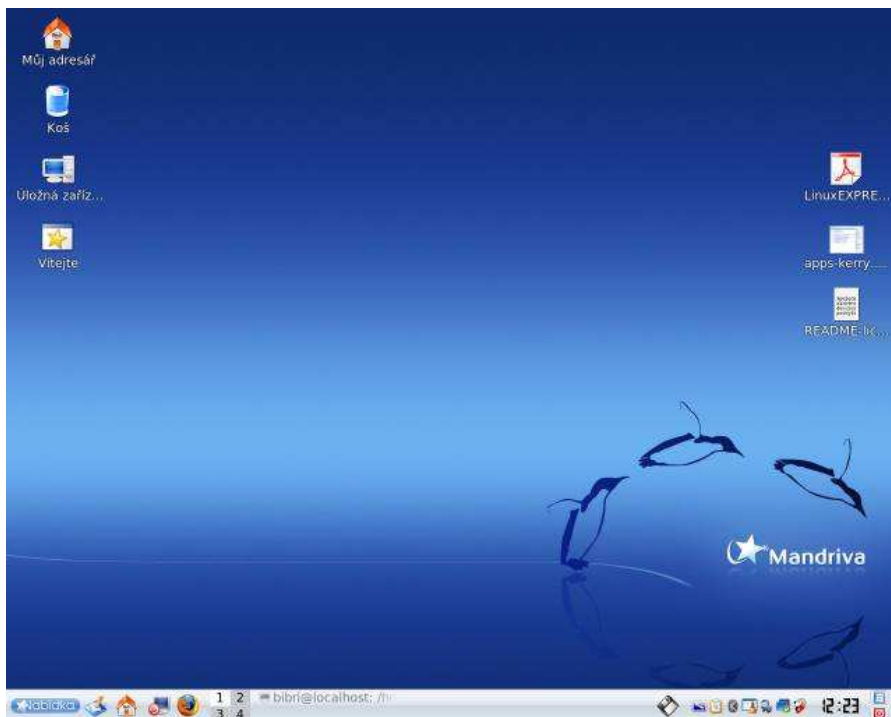 Můj adresář
Koš
Úložná zaříz...
Vítejte
LinuxEXPRE...
apps-kerry....
README-lic....
Mandriva
Nabídka
1 2
3 4
bibri@localhost: /h
12:23